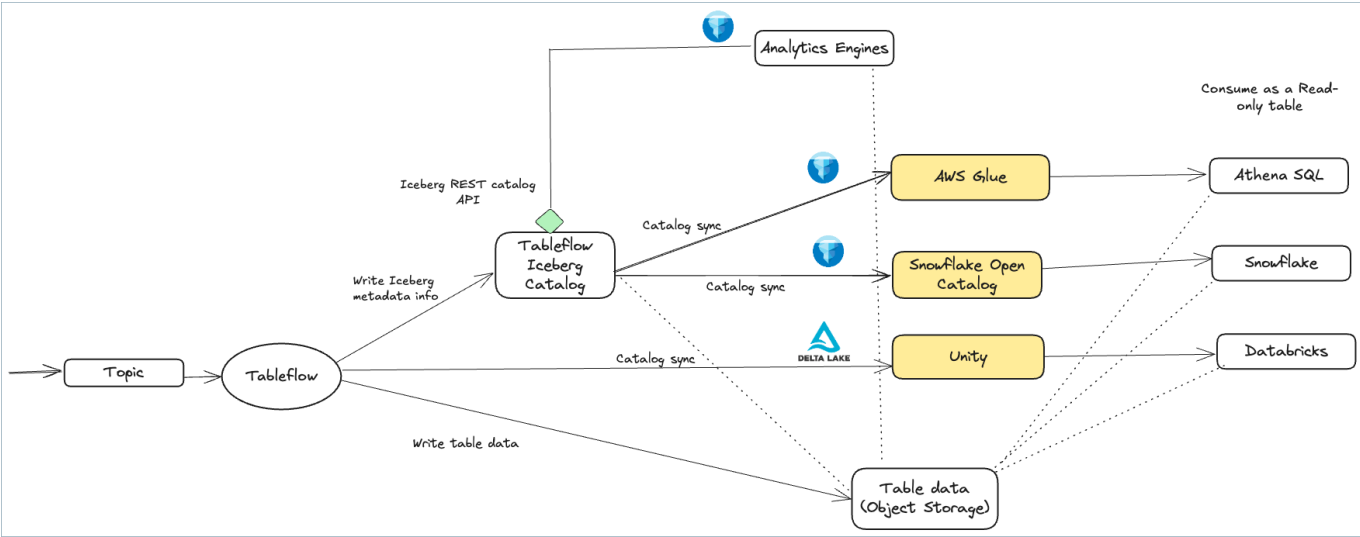 Analytics Engines
Consume as a Read-
only table
Iceberg REST catalog
API
AWS Glue
Athena SQL
Catalog sync
Tableflow
Iceberg
Catalog
Snowflake Open
Catalog
Snowflake
Write Iceberg
metadata info
Catalog sync
DELTA LAKE
Unity
Databricks
Catalog sync
Topic
Tableflow
Write table data
Table data
(Object Storage)